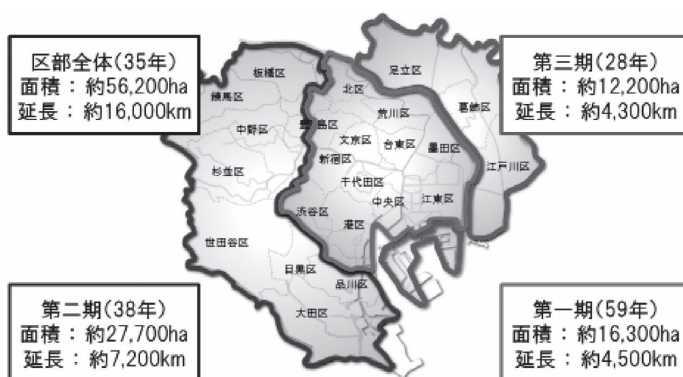 区部全体(35年)
面積：約56,200ha
延長：約16,000km
第三期(28年)
面積：約12,200ha
延長：約4,300km
板橋区
足立区
北区
練馬区
荒川区
葛飾区
豊島区
中野区
文京区
台東区
墨田区
新宿区
杉並区
江戸川区
千代田区
中央区
江東区
渋谷区
港区
世田谷区
目黒区
品川区
大田区
第二期(38年)
面積：約27,700ha
延長：約7,200km
第一期(59年)
面積：約16,300ha
延長：約4,500km